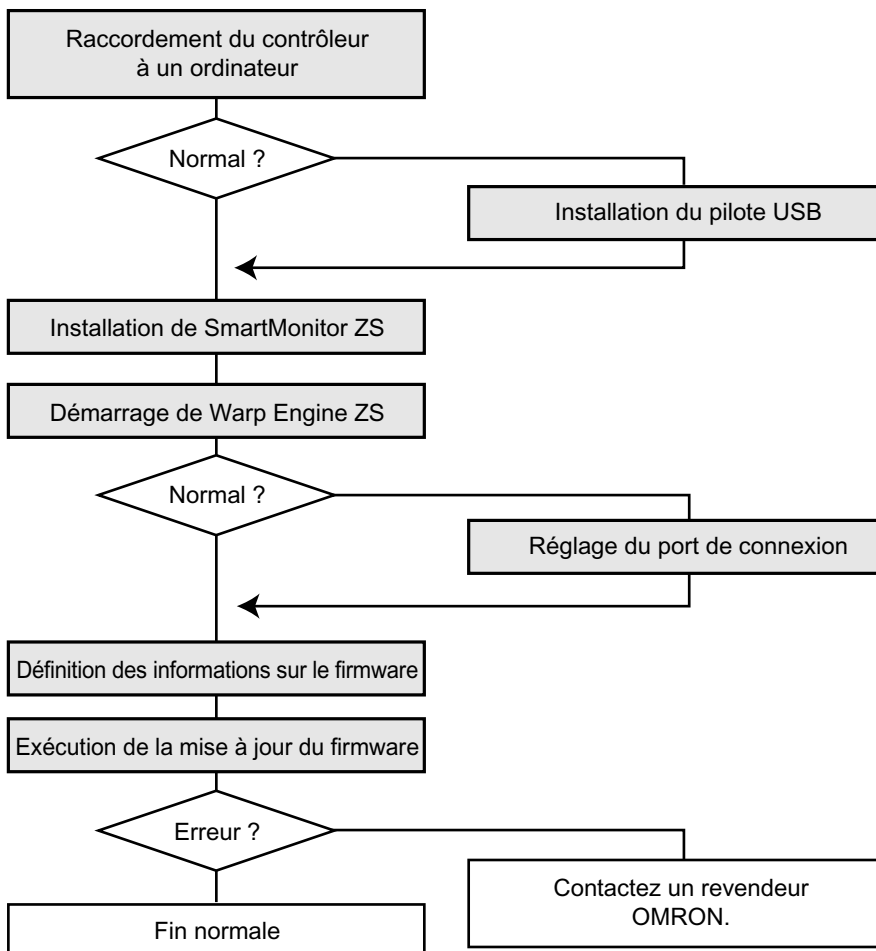 Raccordement du contrôleur
à un ordinateur
Normal ?
Installation du pilote USB
Installation de SmartMonitor ZS
Démarrage de Warp Engine ZS
Normal ?
Réglage du port de connexion
Définition des informations sur le firmware
Exécution de la mise à jour du firmware
Erreur ?
Contactez un revendeur
OMRON.
Fin normale